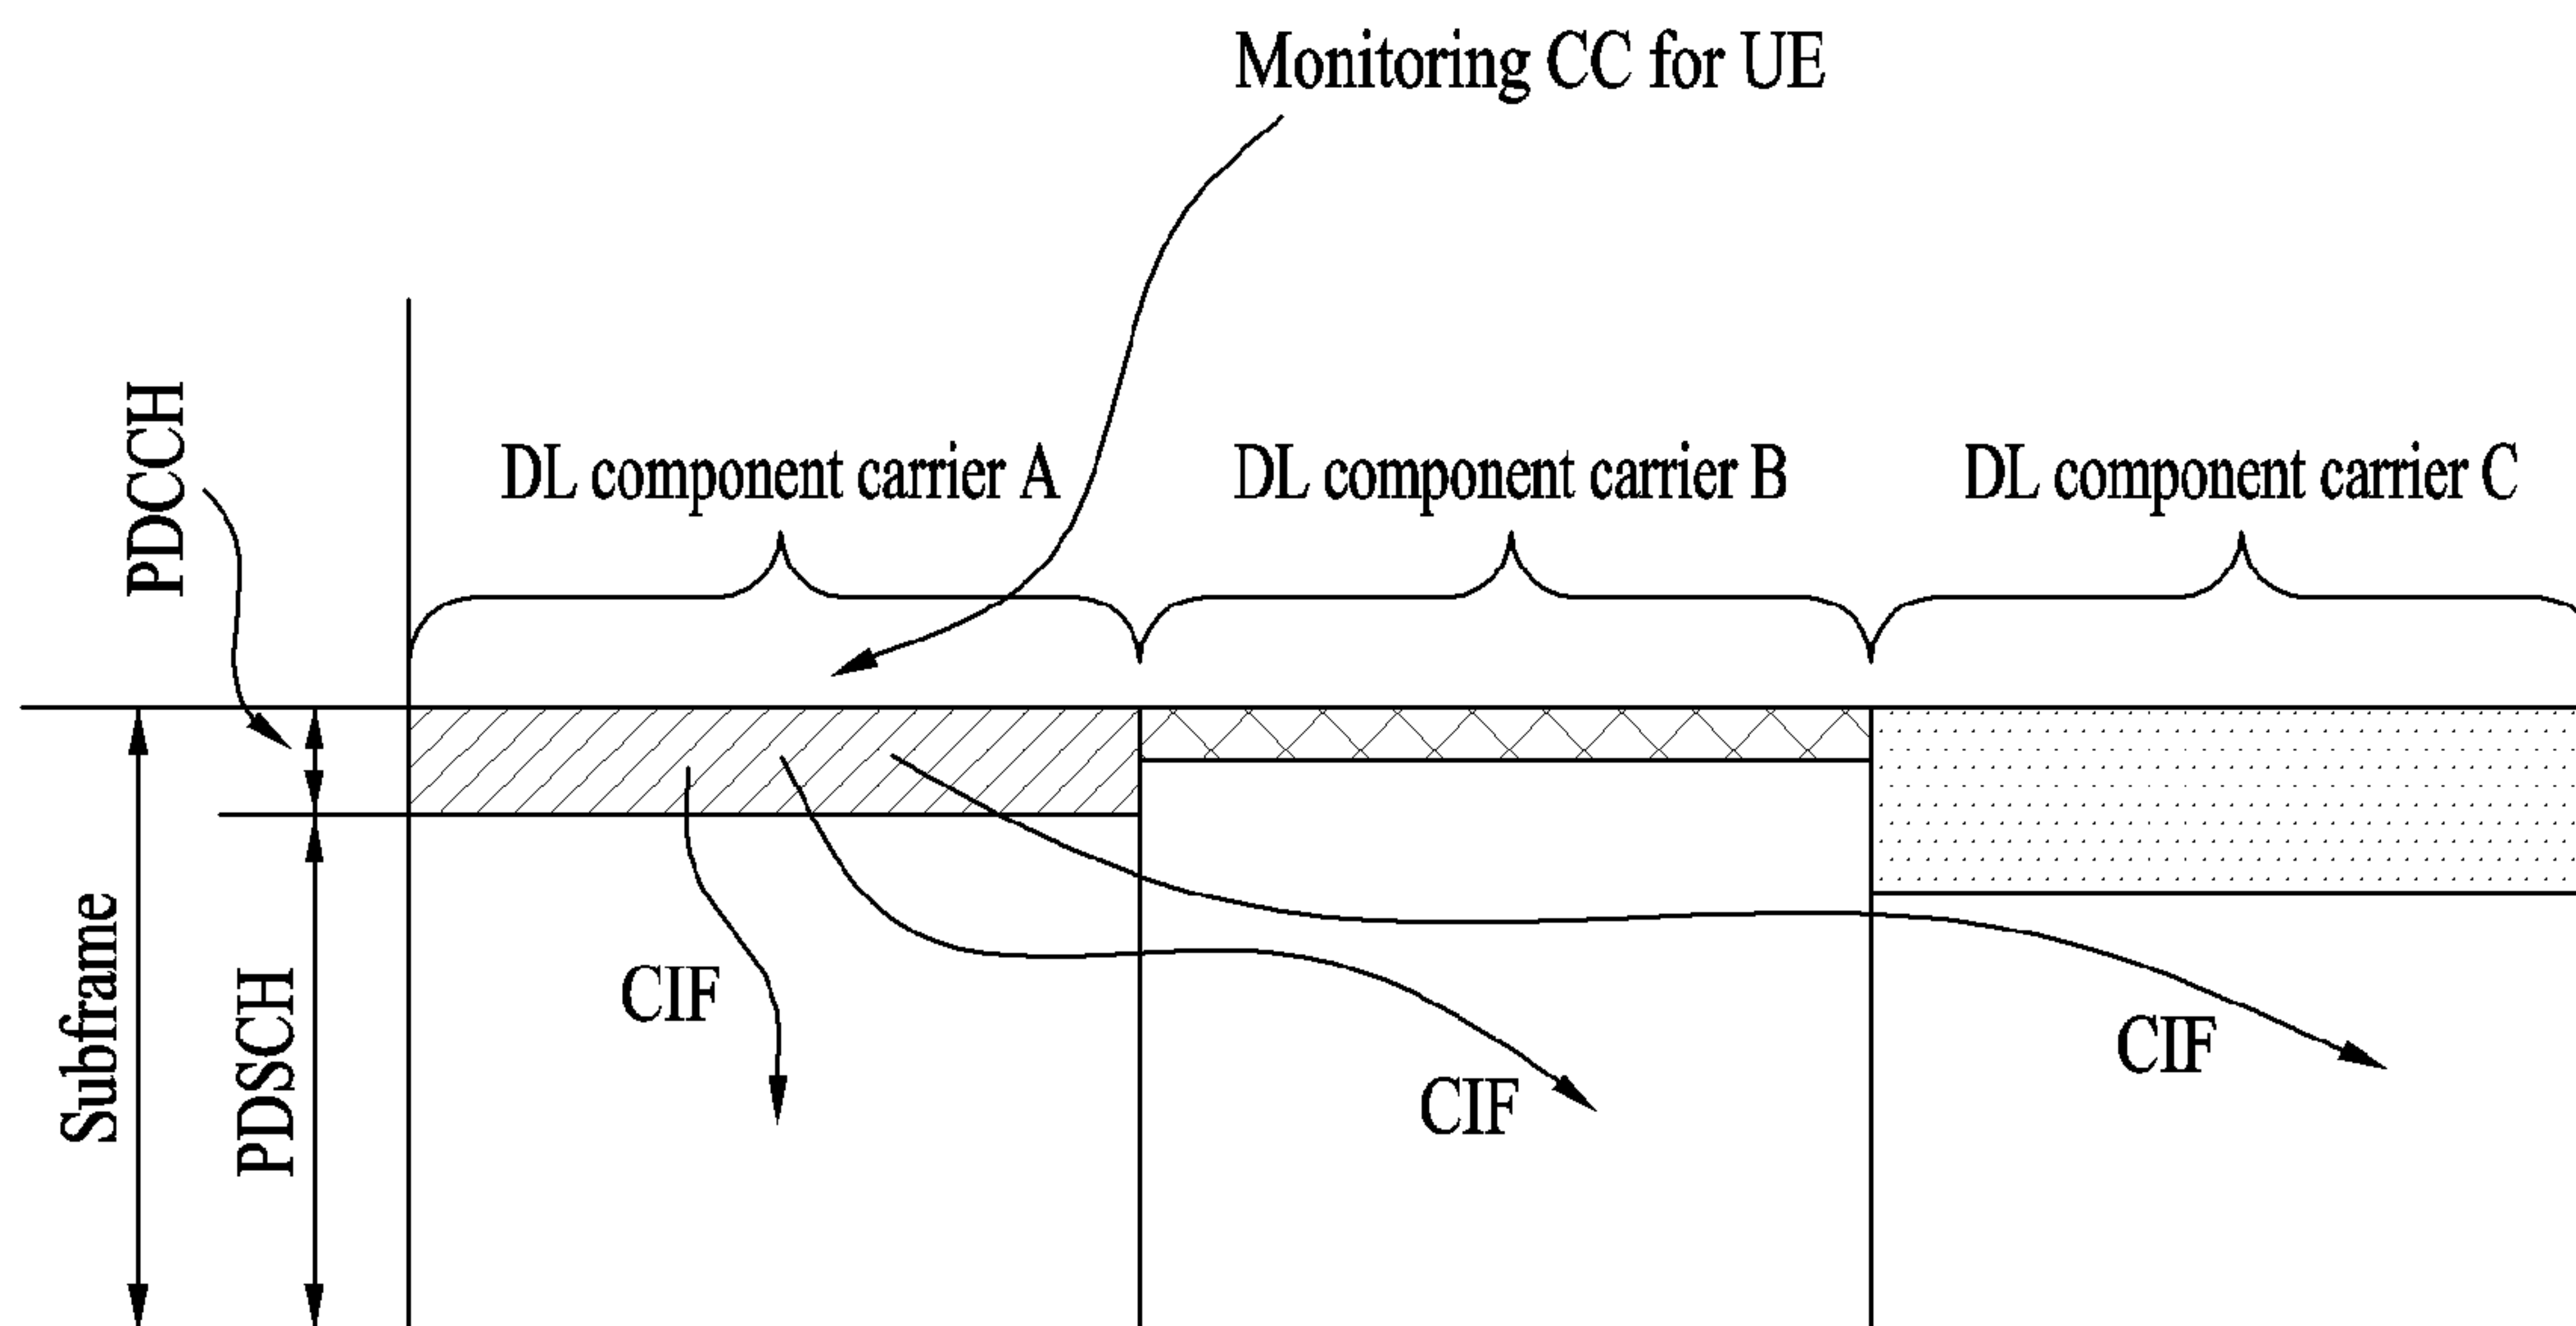 Monitoring CC for UE
PDCCH
DL component carrier A
DL component carrier B
DL component carrier C
Subframe
PDSCH
CIF
CIF
CIF